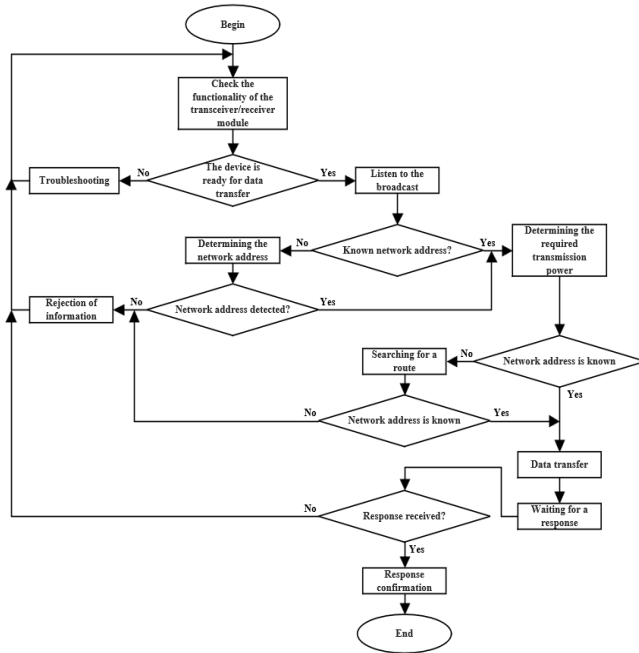 Begin
Check the
functionality of the
transceiver/receiver
module
Troubleshooting
No
The device is
ready for data
transfer
Yes
Listen to the
broadcast
Determining the
network address
No
Known network address?
Yes
Determining the
required
transmission
power
Rejection of
information
No
Network address detected?
Yes
Searching for a
route
No
Network address is known
Yes
No
Network address is known
Yes
Data transfer
No
Response received?
Waiting for a
response
Yes
Response
confirmation
End